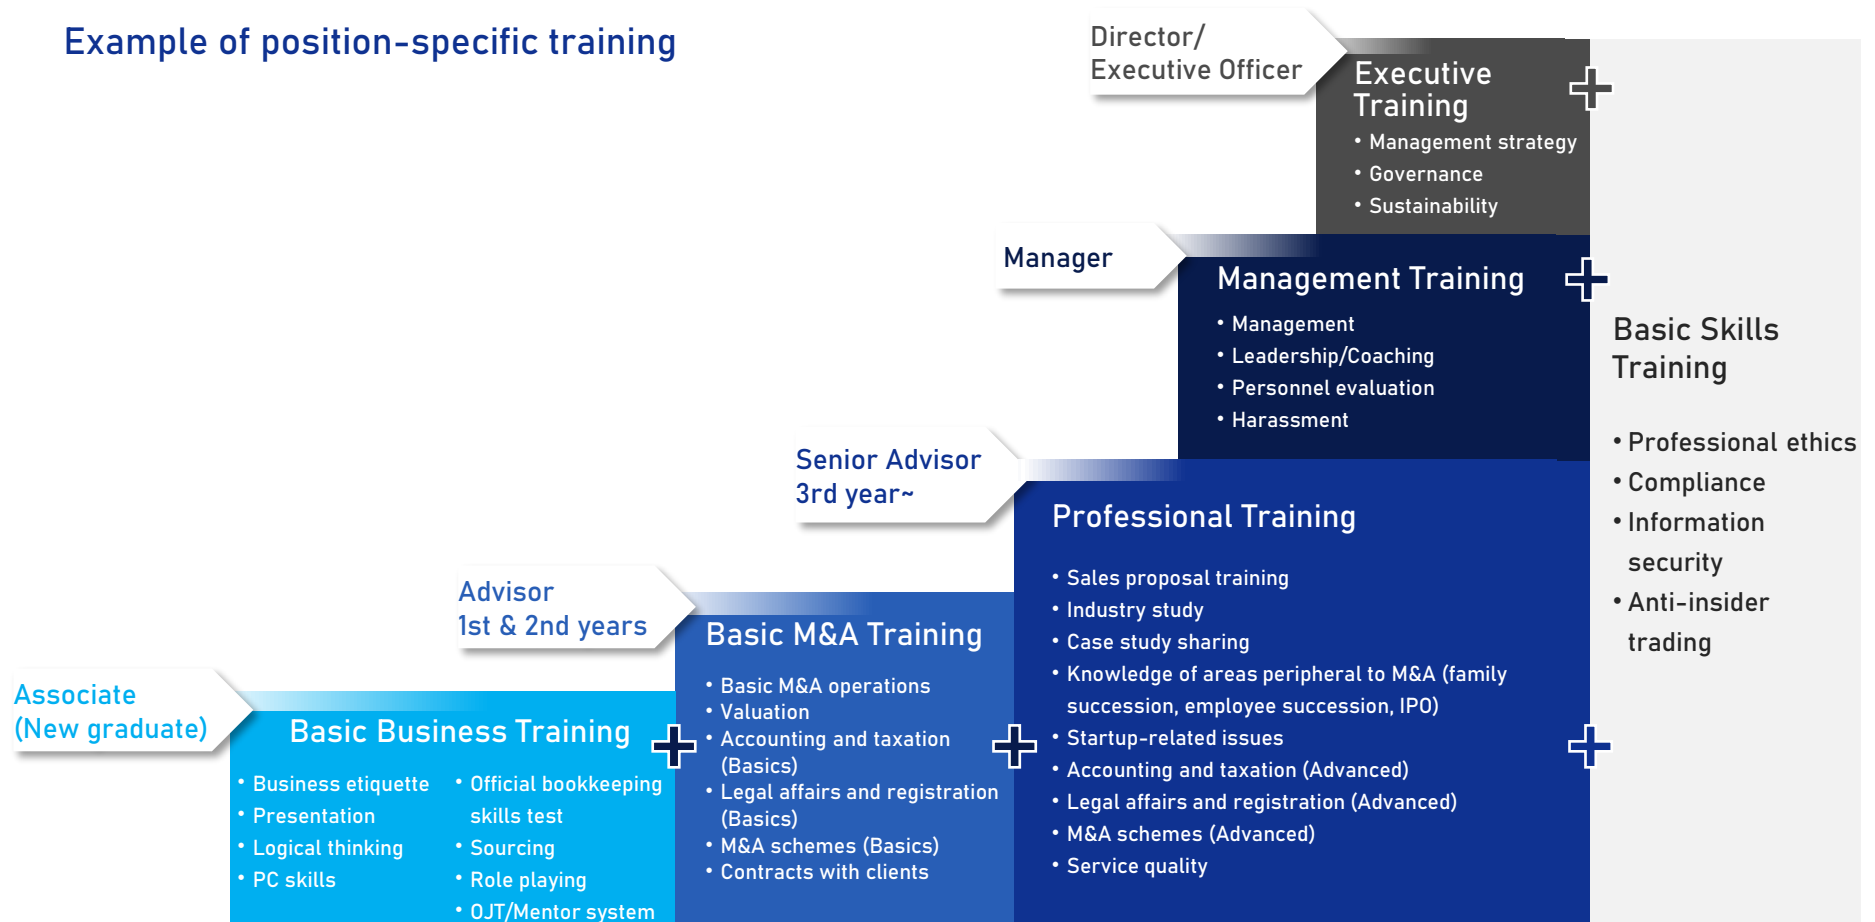 Example of position-specific training
Director/
Executive Officer
Executive
Training
• Management strategy
• Governance
• Sustainability
Manager
Management Training
• Management
• Leadership/Coaching
• Personnel evaluation
• Harassment
Senior Advisor
3rd year~
Professional Training
• Sales proposal training
• Industry study
• Case study sharing
• Knowledge of areas peripheral to M&A (family
succession, employee succession, IPO)
• Startup-related issues
• Accounting and taxation (Advanced)
• Legal affairs and registration (Advanced)
• M&A schemes (Advanced)
• Service quality
Advisor
1st & 2nd years
Basic M&A Training
• Basic M&A operations
• Valuation
• Accounting and taxation
(Basics)
• Legal affairs and registration
(Basics)
• M&A schemes (Basics)
• Contracts with clients
Associate
(New graduate)
Basic Business Training
• Business etiquette
• Presentation
• Logical thinking
• PC skills
• Official bookkeeping
skills test
• Sourcing
• Role playing
• OJT/Mentor system
Basic Skills
Training
• Professional ethics
• Compliance
• Information
security
• Anti-insider
trading